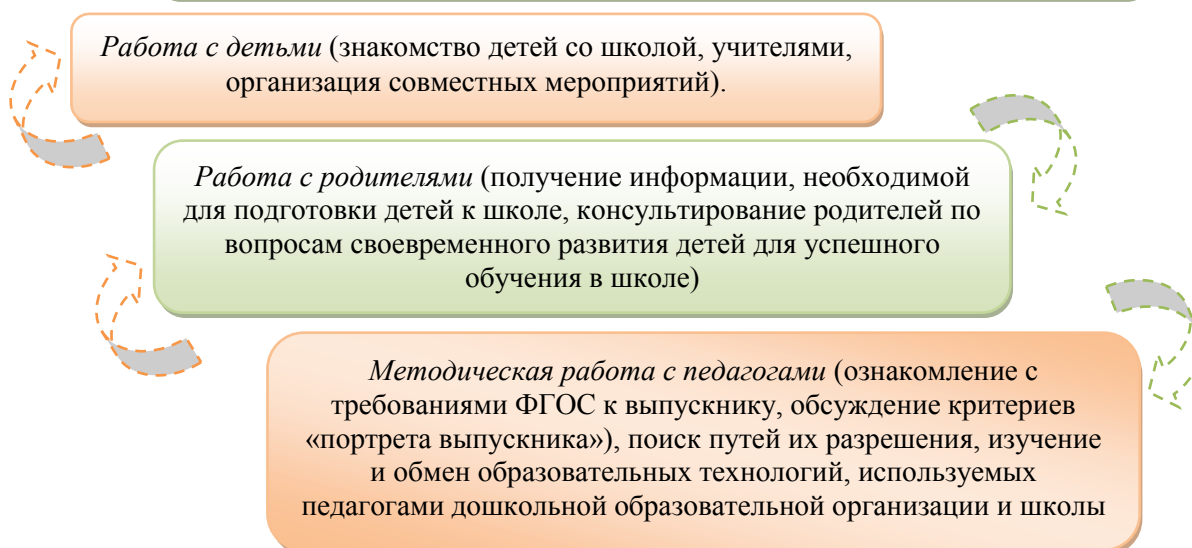 Работа с детьми (знакомство детей со школой, учителями,
организация совместных мероприятий).
Работа с родителями (получение информации, необходимой
для подготовки детей к школе, консультирование родителей по
вопросам своевременного развития детей для успешного
обучения в школе)
Методическая работа с педагогами (ознакомление с
требованиями ФГОС к выпускнику, обсуждение критериев
«портрета выпускника»), поиск путей их разрешения, изучение
и обмен образовательных технологий, используемых
педагогами дошкольной образовательной организации и школы